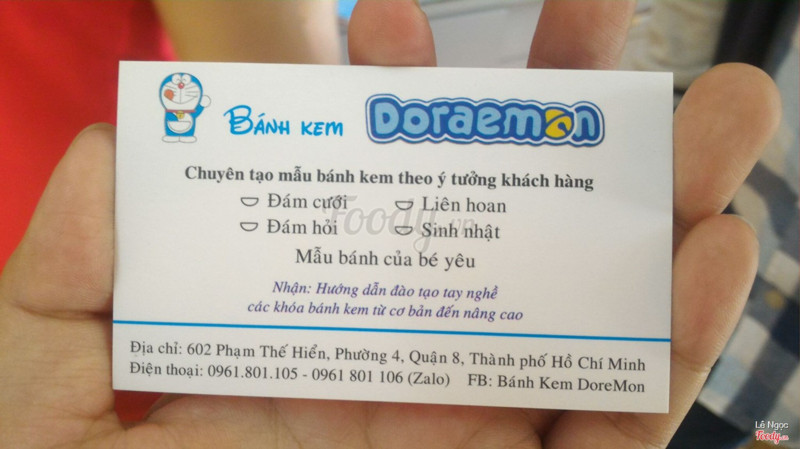 BÁNH KEM Doraemon
Chuyên tạo mẫu bánh kem theo ý tưởng khách hàng
Đám cưới Liên hoan
Đám hỏi Sinh nhật
Foody.vn
Mẫu bánh của bé yêu
Nhận: Hướng dẫn đào tạo tay nghề
các khóa bánh kem từ cơ bản đến nâng cao
Địa chỉ: 602 Phạm Thế Hiển, Phường 4, Quận 8, Thành phố Hồ Chí Minh
Điện thoại: 0961.801.105 - 0961 801 106 (Zalo) FB: Bánh Kem DoreMon
Lê Ngọc
Foody.vn